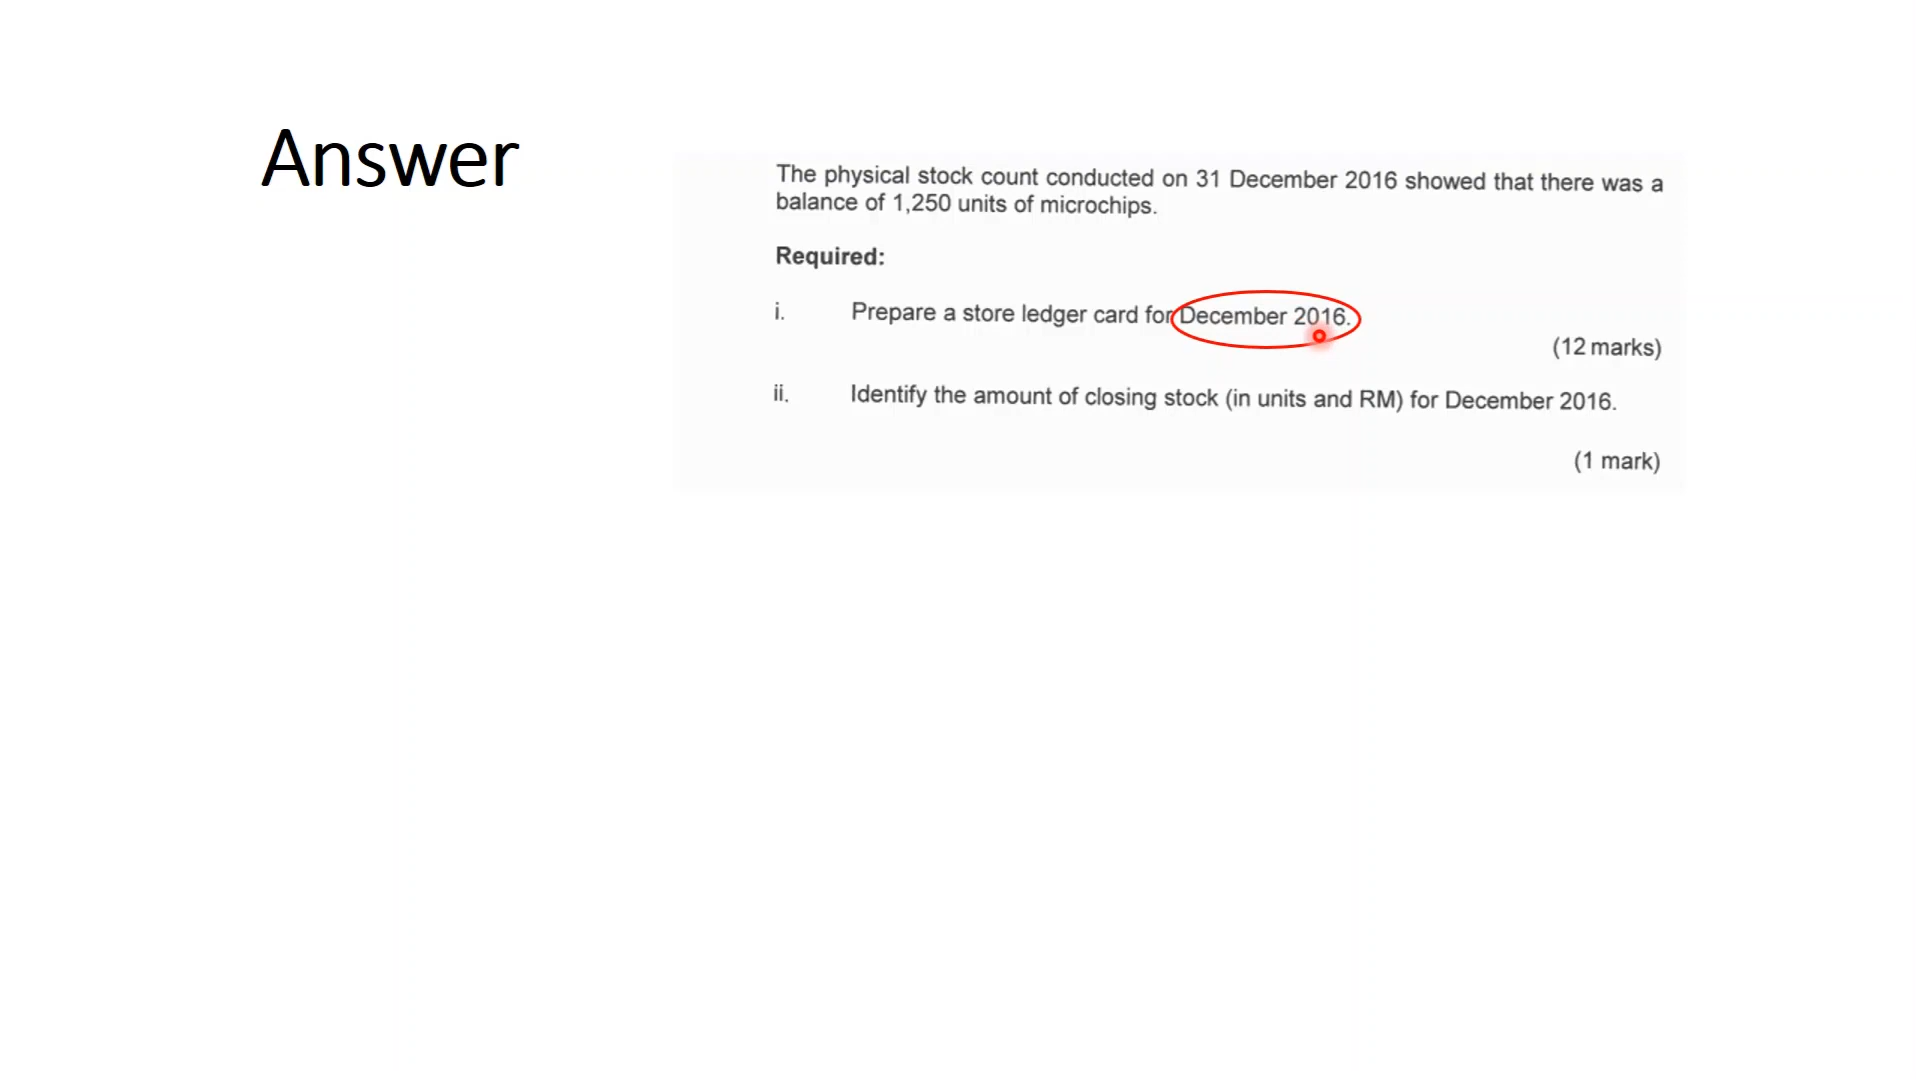 Answer
The physical stock count conducted on 31 December 2016 showed that there was a
balance of 1,250 units of microchips.
Required:
i. Prepare a store ledger card for December 2016.
(12 marks)
ii. Identify the amount of closing stock (in units and RM) for December 2016.
(1 mark)